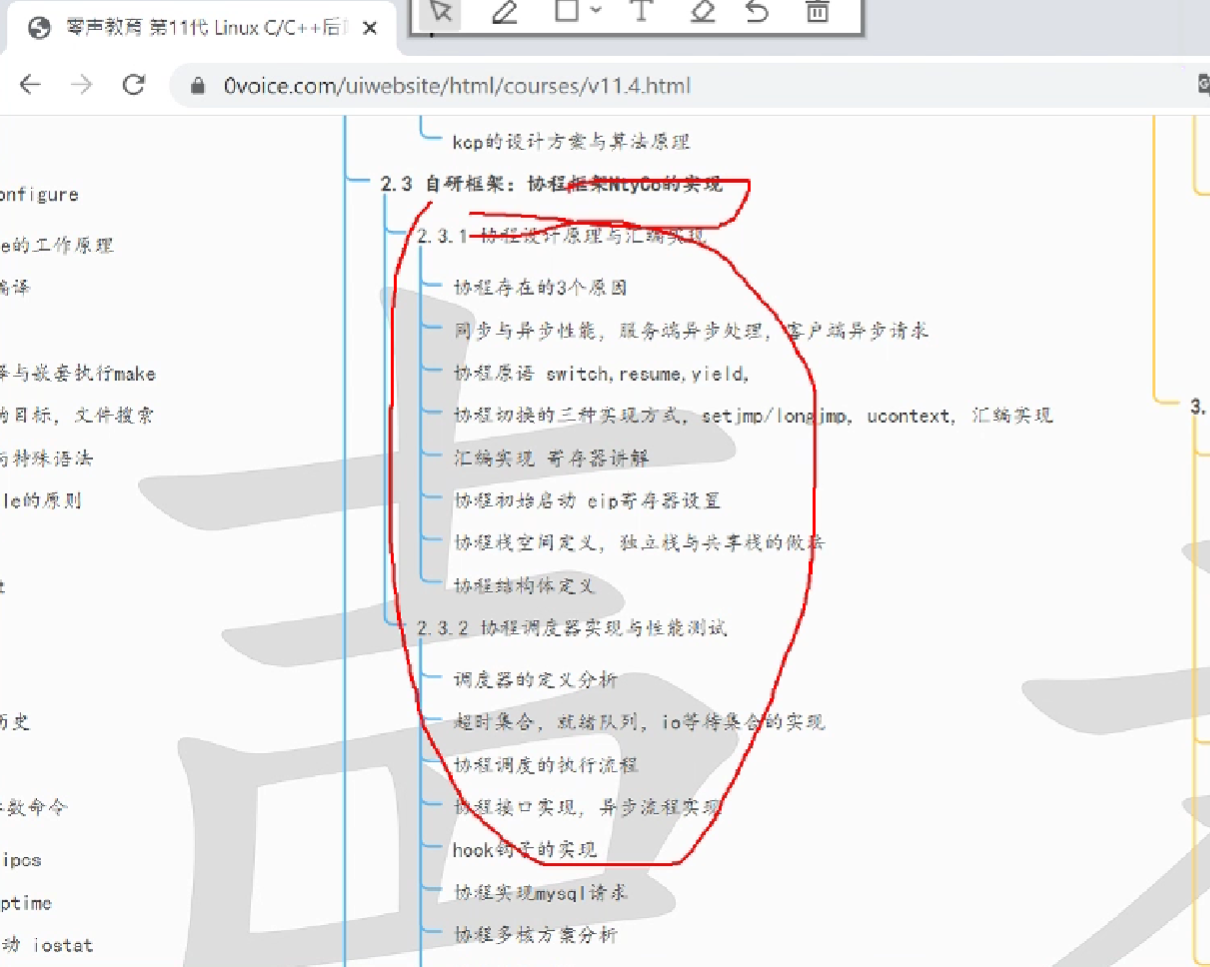 零声教育 第11代 Linux C/C++后
0voice.com/uiwebsite/html/courses/v11.4.html
kcp的设计方案与算法原理
2.3 自研框架：协程框架NtyCo的实现
2.3.1 协程设计原理与汇编实现
协程存在的3个原因
同步与异步性能，服务端异步处理，客户端异步请求
协程原语 switch,resume,yield,
协程切换的三种实现方式，setjmp/longjmp, ucontext, 汇编实现
汇编实现 寄存器讲解
协程初始启动 eip寄存器设置
协程栈空间定义，独立栈与共享栈的做法
协程结构体定义
2.3.2 协程调度器实现与性能测试
调度器的定义分析
超时集合，就绪队列，io等待集合的实现
协程调度的执行流程
协程接口实现，异步流程实现
hook钩子的实现
协程实现mysql请求
协程多核方案分析
onfigure
e的工作原理
编译
与嵌套执行make
目标，文件搜索
与特殊语法
le的原则
历史
数命令
ipcs
ptime
动 iostat
3.